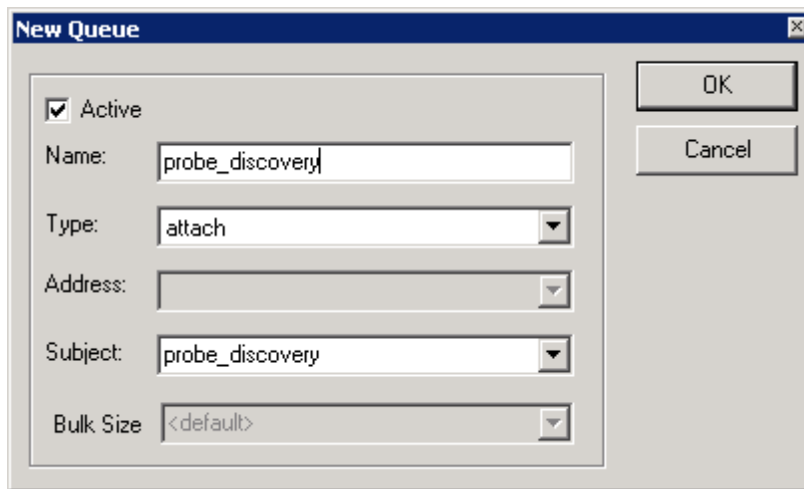 New Queue
Active
OK
Name: probe_discovery
Cancel
Type: attach
Address:
Subject: probe_discovery
Bulk Size <default>